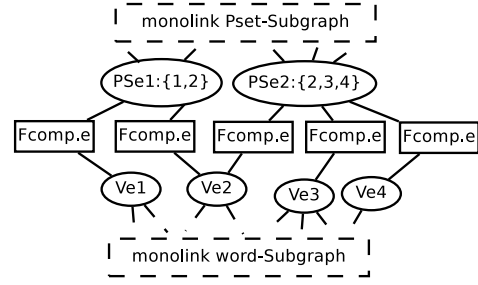 monolink Pset-Subgraph
PSe1:{1,2} PSe2:{2,3,4}
Fcomp.e Fcomp.e Fcomp.e Fcomp.e Fcomp.e
Ve1 Ve2 Ve3 Ve4
monolink word-Subgraph